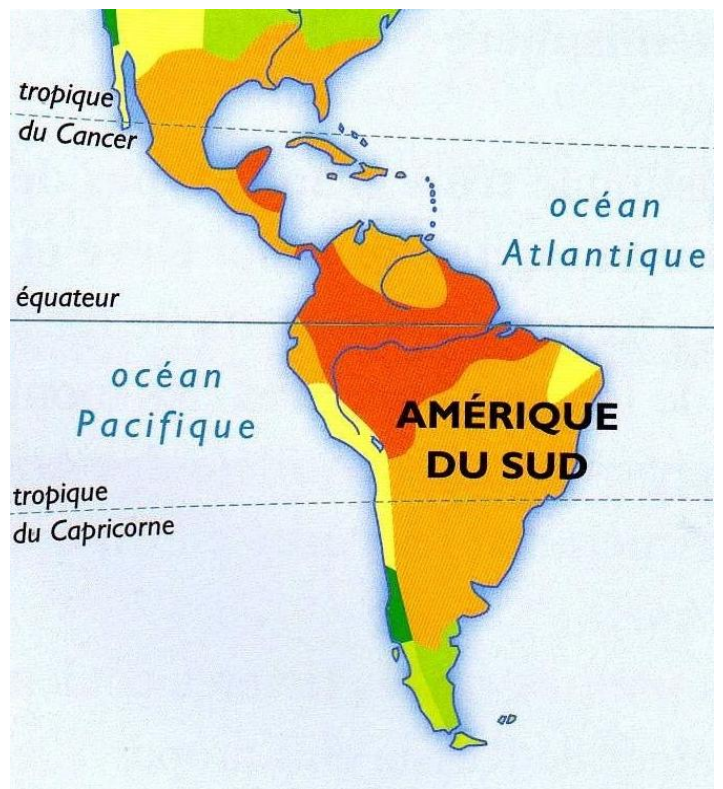 tropique
du Cancer
océan
Atlantique
équateur
océan
Pacifique
AMÉRIQUE
DU SUD
tropique
du Capricorne